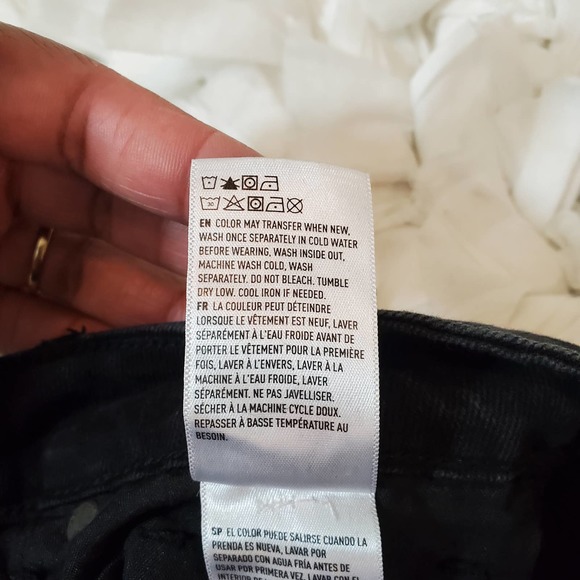 EN COLOR MAY TRANSFER WHEN NEW,
WASH ONCE SEPARATELY IN COLD WATER
BEFORE WEARING, WASH INSIDE OUT,
MACHINE WASH COLD, WASH
SEPARATELY. DO NOT BLEACH. TUMBLE
DRY LOW. COOL IRON IF NEEDED.
FR LA COULEUR PEUT DÉTEINDRE
LORSQUE LE VÊTEMENT EST NEUF, LAVER
SÉPARÉMENT À L'EAU FROIDE AVANT DE
PORTER LE VÊTEMENT POUR LA PREMIÈRE
FOIS, LAVER À L'ENVERS, LAVER À LA
MACHINE À L'EAU FROIDE, LAVER
SÉPARÉMENT. NE PAS JAVELLISER.
SÉCHER À LA MACHINE CYCLE DOUX.
REPASSER À BASSE TEMPÉRATURE AU
BESOIN.
SP EL COLOR PUEDE SALIRSE CUANDO LA
PRENDA ES NUEVA, LAVAR POR
SEPARADO CON AGUA FRÍA ANTES DE
USAR POR PRIMERA VEZ. LAVAR CON EL
INTERIOR